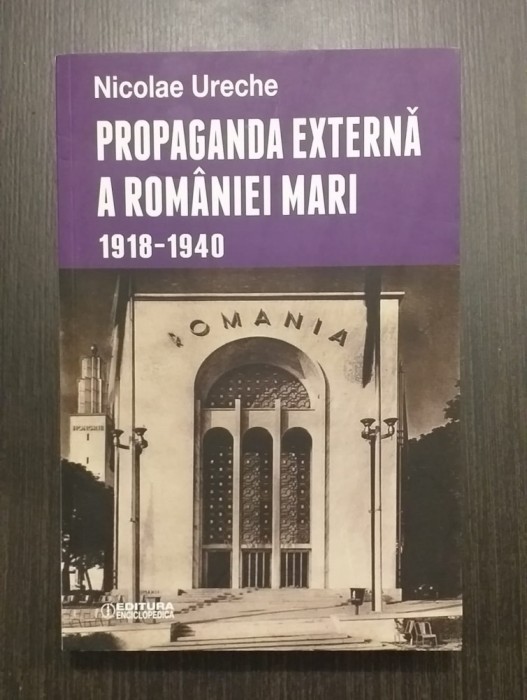 Nicolae Ureche
PROPAGANDA EXTERNĂ
A ROMÂNIEI MARI
1918-1940
ROMANIA
EDITURA
ENCICLOPEDICĂ